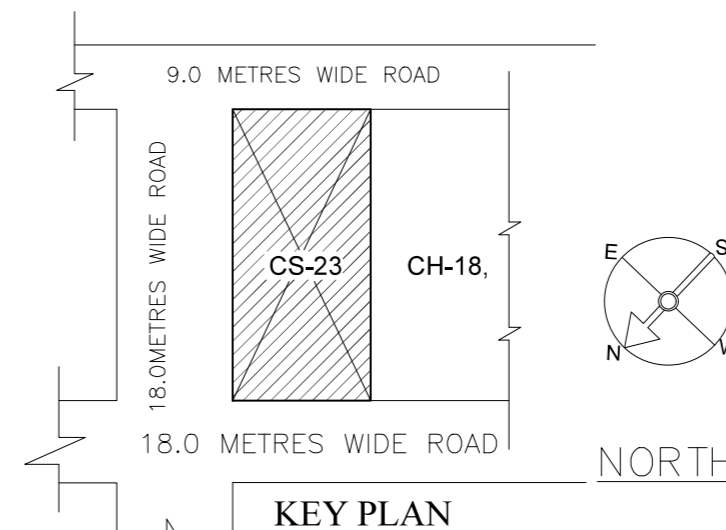 9.0 METRES WIDE ROAD
18.0METRES WIDE ROAD
CS-23
CH-18,
E
S
N
18.0 METRES WIDE ROAD
NORTH
KEY PLAN